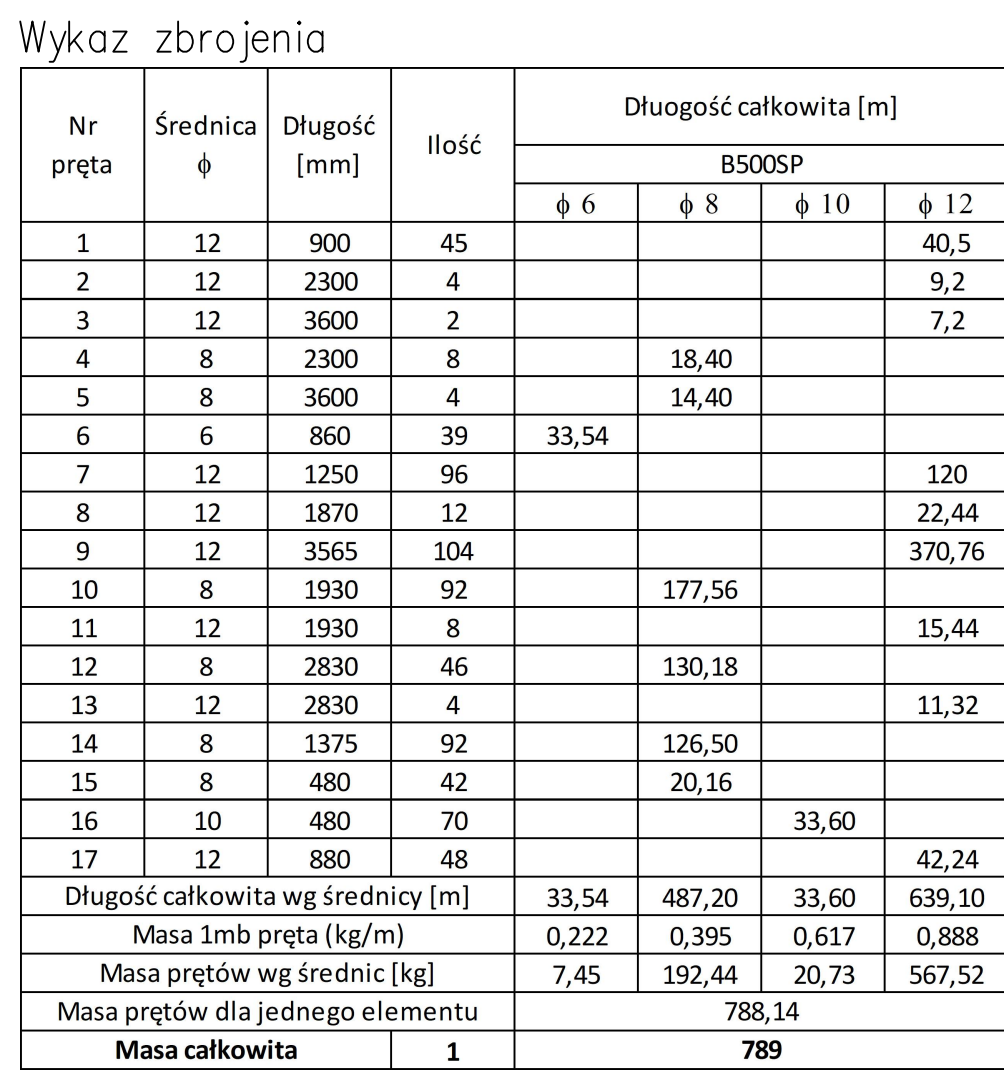 Wykaz zbrojenia
Nr pręta Średnica ϕ Długość [mm] Ilość Dłuogość całkowita [m]
B500SP
ϕ 6 ϕ 8 ϕ 10 ϕ 12
1 12 900 45 40,5
2 12 2300 4 9,2
3 12 3600 2 7,2
4 8 2300 8 18,40
5 8 3600 4 14,40
6 6 860 39 33,54
7 12 1250 96 120
8 12 1870 12 22,44
9 12 3565 104 370,76
10 8 1930 92 177,56
11 12 1930 8 15,44
12 8 2830 46 130,18
13 12 2830 4 11,32
14 8 1375 92 126,50
15 8 480 42 20,16
16 10 480 70 33,60
17 12 880 48 42,24
Długość całkowita wg średnicy [m] 33,54 487,20 33,60 639,10
Masa 1mb pręta (kg/m) 0,222 0,395 0,617 0,888
Masa prętów wg średnic [kg] 7,45 192,44 20,73 567,52
Masa prętów dla jednego elementu 788,14
Masa całkowita 1 789